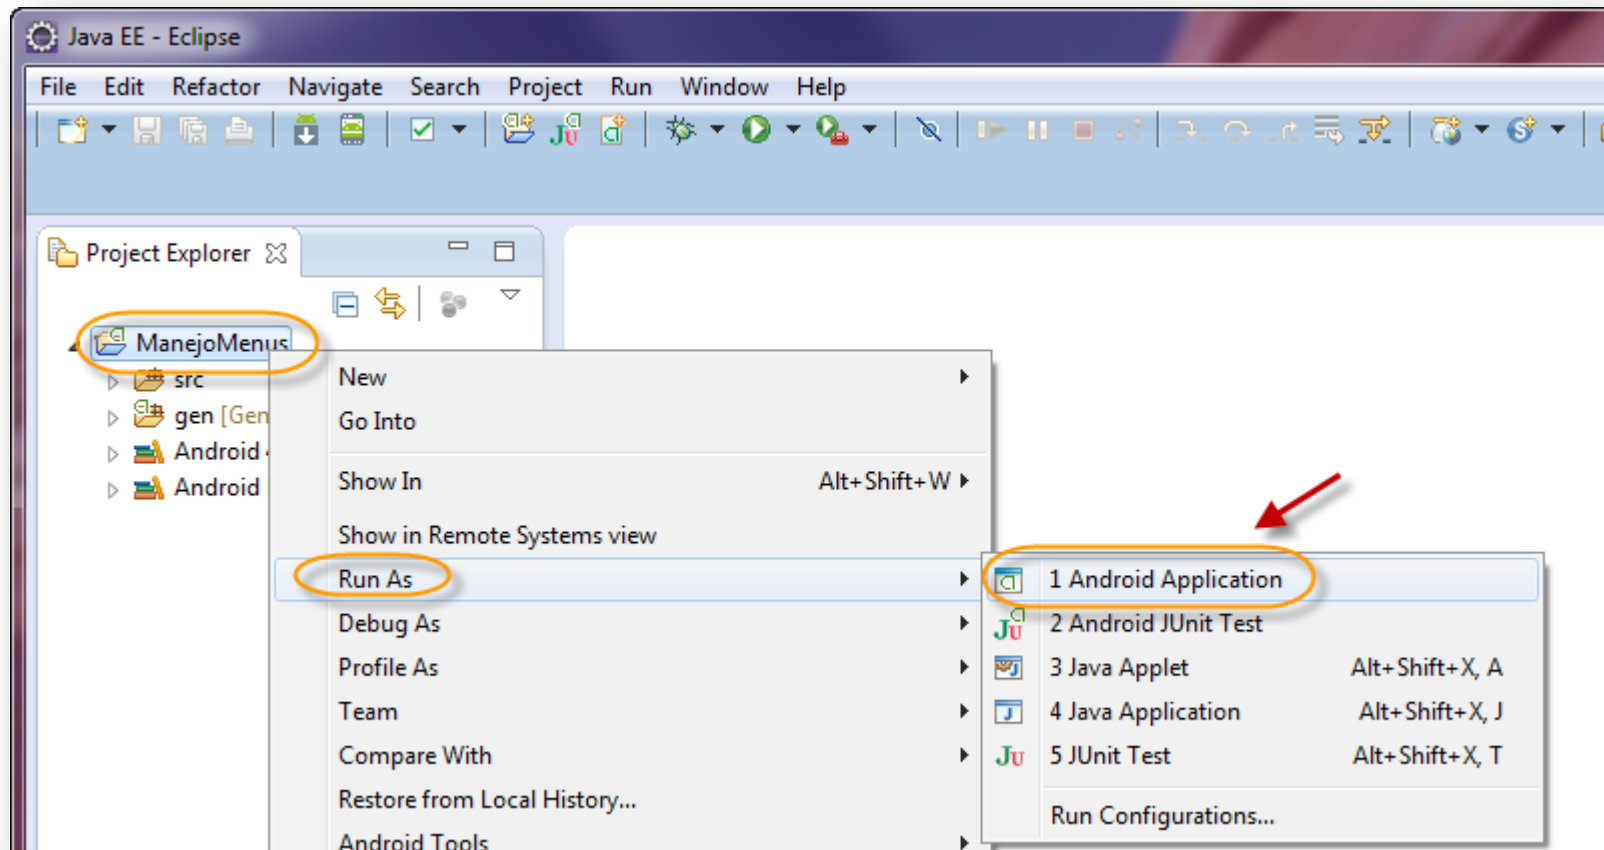 Java EE - Eclipse
File Edit Refactor Navigate Search Project Run Window Help
Project Explorer
ManejoMenus
src
gen [Gen
Android
Android
New
Go Into
Show In Alt+Shift+W
Show in Remote Systems view
Run As
Debug As
Profile As
Team
Compare With
Restore from Local History...
Android Tools
1 Android Application
2 Android JUnit Test
3 Java Applet Alt+Shift+X, A
4 Java Application Alt+Shift+X, J
5 JUnit Test Alt+Shift+X, T
Run Configurations...